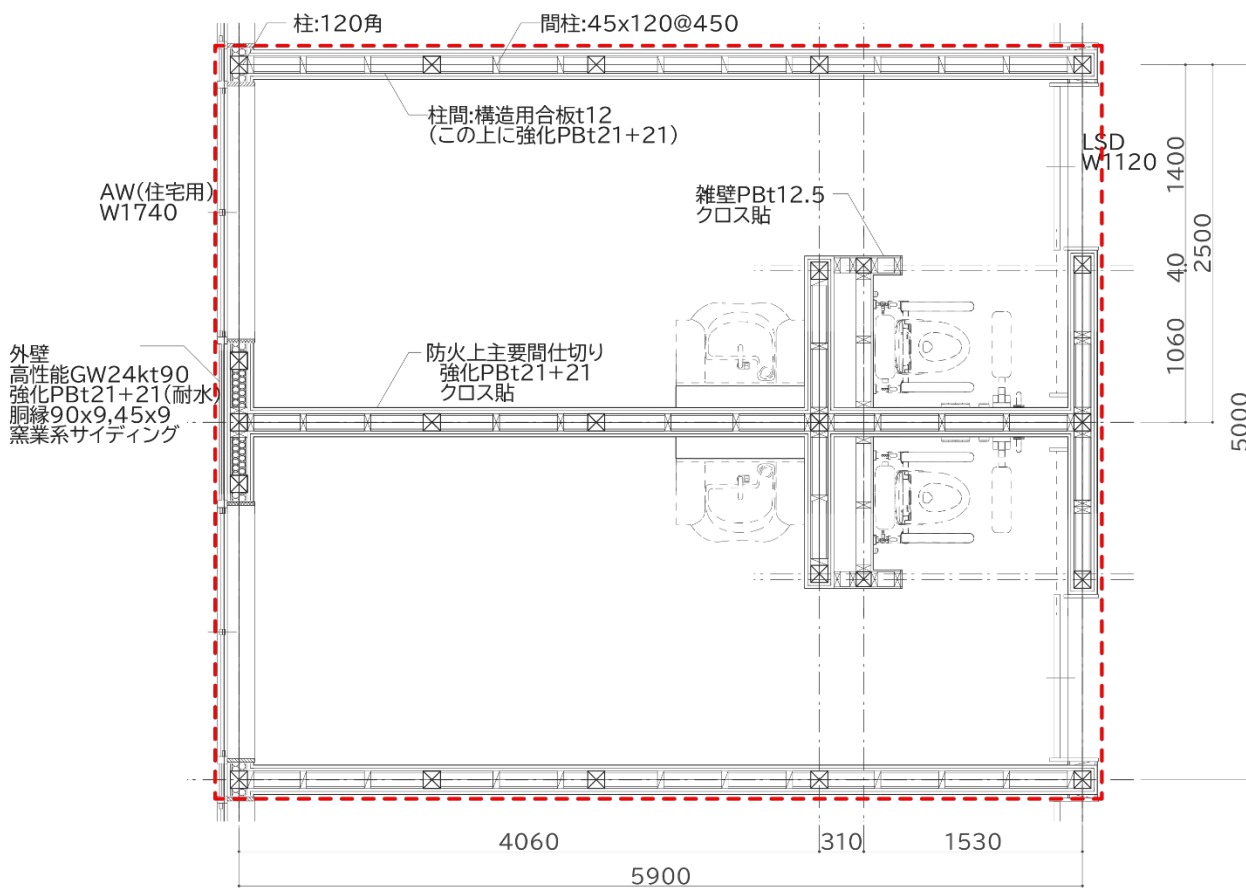 柱:120角
間柱:45x120@450
柱間:構造用合板t12
(この上に強化PBt21+21)
LSD
W1120
AW(住宅用)
W1740
雑壁PBt12.5
クロス貼
1400
2500
40
1060
5000
外壁
高性能GW24kt90
強化PBt21+21(耐水)
胴縁90x9,45x9
窯業系サイディング
防火上主要間仕切り
強化PBt21+21
クロス貼
4060
310
1530
5900